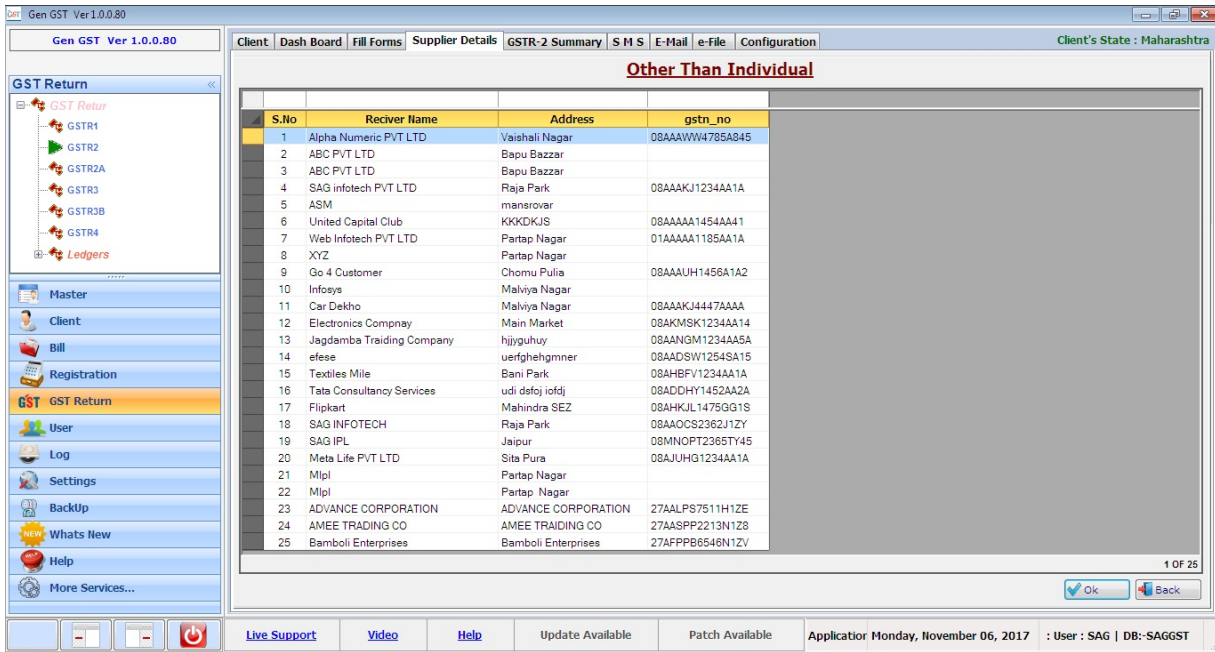 GST Gen GST Ver 1.0.0.80
Gen GST Ver 1.0.0.80
Client Dash Board Fill Forms Supplier Details GSTR-2 Summary S M S E-Mail e-File Configuration
Client's State : Maharashtra
GST Return «
GST Retur
GSTR1
GSTR2
GSTR2A
GSTR3
GSTR3B
GSTR4
Ledgers
Master
Client
Bill
Registration
GST GST Return
User
Log
Settings
BackUp
NEW Whats New
Help
More Services...
Other Than Individual
S.No Reciver Name Address gstn_no
1 Alpha Numeric PVT LTD Vaishali Nagar 08AAAWW4785A845
2 ABC PVT LTD Bapu Bazzar
3 ABC PVT LTD Bapu Bazzar
4 SAG infotech PVT LTD Raja Park 08AAAKJ1234AA1A
5 ASM mansrovar
6 United Capital Club KKKDKJS 08AAAAA1454AA41
7 Web Infotech PVT LTD Partap Nagar 01AAAAA1185AA1A
8 XYZ Partap Nagar
9 Go 4 Customer Chomu Pulia 08AAAUH1456A1A2
10 Infosys Malviya Nagar
11 Car Dekho Malviya Nagar 08AAAKJ4447AAAA
12 Electronics Compnay Main Market 08AKMSK1234AA14
13 Jagdamba Traiding Company hjjyguhuy 08AANGM1234AA5A
14 efese uerfghehgmner 08AADSW1254SA15
15 Textiles Mile Bani Park 08AHBFV1234AA1A
16 Tata Consultancy Services udi dsfoj iofdj 08ADDHY1452AA2A
17 Flipkart Mahindra SEZ 08AHKJL1475GG1S
18 SAG INFOTECH Raja Park 08AAOCS2362J1ZY
19 SAG IPL Jaipur 08MNOPT2365TY45
20 Meta Life PVT LTD Sita Pura 08AJUHG1234AA1A
21 MIpl Partap Nagar
22 MIpl Partap Nagar
23 ADVANCE CORPORATION ADVANCE CORPORATION 27AALPS7511H1ZE
24 AMEE TRADING CO AMEE TRAIDING CO 27AASPP2213N1Z8
25 Bamboli Enterprises Bamboli Enterprises 27AFPPB6546N1ZV
1 OF 25
Ok Back
Live Support Video Help Update Available Patch Available Application Monday, November 06, 2017 : User : SAG | DB:-SAGGST